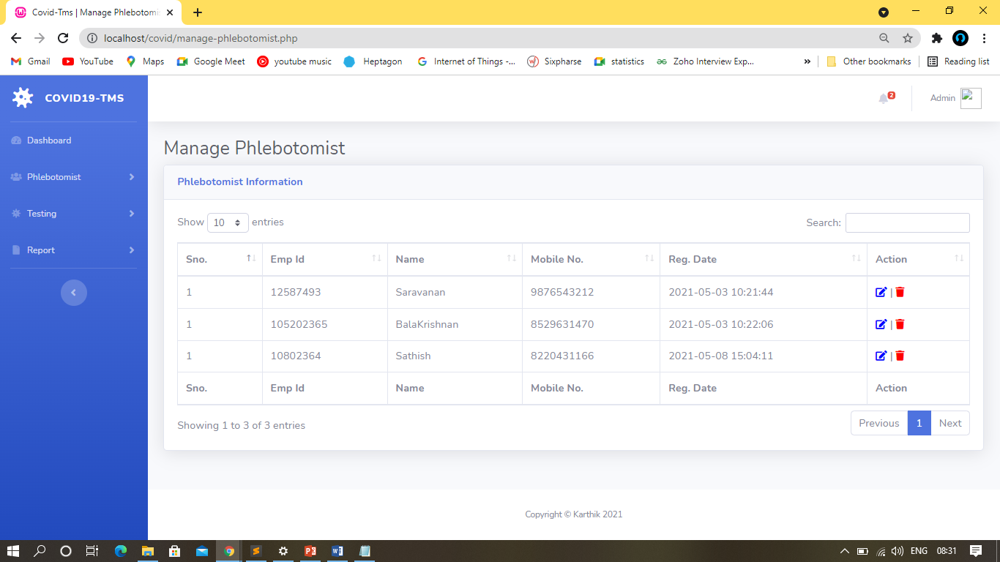 Covid-Tms | Manage Phlebotomi
localhost/covid/manage-phlebotomist.php
Gmail YouTube Maps Google Meet youtube music Heptagon Internet of Things -... Sixpharse statistics Zoho Interview Exp... » Other bookmarks Reading list
COVID19-TMS
2
Admin
Dashboard
Phlebotomist
Testing
Report
Manage Phlebotomist
Phlebotomist Information
Show 10 entries
Search:
Sno. Emp Id Name Mobile No. Reg. Date Action
1 12587493 Saravanan 9876543212 2021-05-03 10:21:44 |
1 105202365 BalaKrishnan 8529631470 2021-05-03 10:22:06 |
1 10802364 Sathish 8220431166 2021-05-08 15:04:11 |
Sno. Emp Id Name Mobile No. Reg. Date Action
Showing 1 to 3 of 3 entries
Previous 1 Next
Copyright © Karthik 2021
ENG 08:31